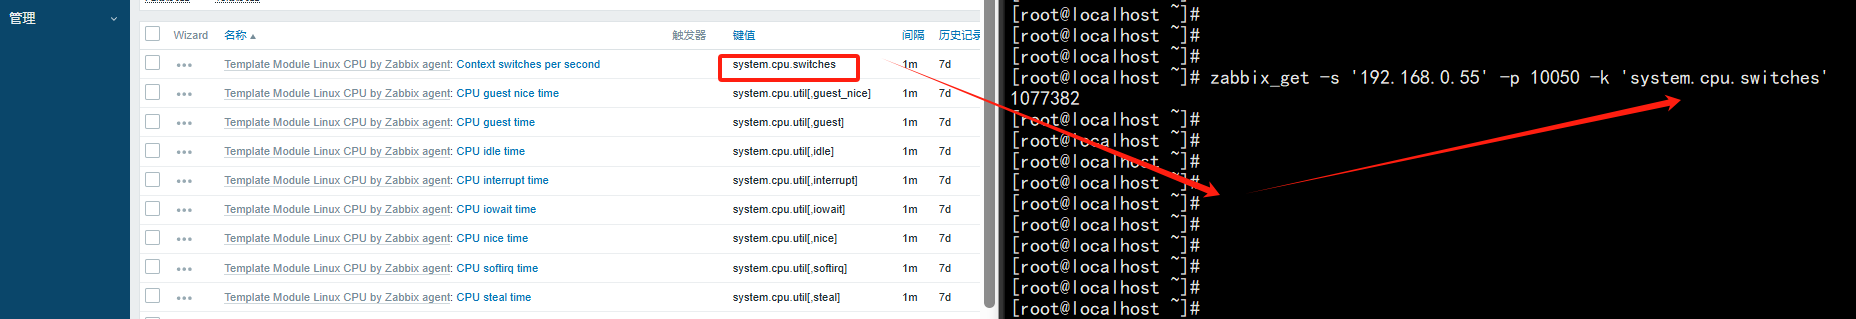 管理
Wizard 名称 触发器 键值 间隔 历史记录
Template Module Linux CPU by Zabbix agent: Context switches per second system.cpu.switches 1m 7d
Template Module Linux CPU by Zabbix agent: CPU guest nice time system.cpu.util[,guest_nice] 1m 7d
Template Module Linux CPU by Zabbix agent: CPU guest time system.cpu.util[,guest] 1m 7d
Template Module Linux CPU by Zabbix agent: CPU idle time system.cpu.util[,idle] 1m 7d
Template Module Linux CPU by Zabbix agent: CPU interrupt time system.cpu.util[,interrupt] 1m 7d
Template Module Linux CPU by Zabbix agent: CPU iowait time system.cpu.util[,iowait] 1m 7d
Template Module Linux CPU by Zabbix agent: CPU nice time system.cpu.util[,nice] 1m 7d
Template Module Linux CPU by Zabbix agent: CPU softirq time system.cpu.util[,softirq] 1m 7d
Template Module Linux CPU by Zabbix agent: CPU steal time system.cpu.util[,steal] 1m 7d
[root@localhost ~]#
[root@localhost ~]#
[root@localhost ~]#
[root@localhost ~]# zabbix_get -s '192.168.0.55' -p 10050 -k 'system.cpu.switches'
1077382
[root@localhost ~]#
[root@localhost ~]#
[root@localhost ~]#
[root@localhost ~]#
[root@localhost ~]#
[root@localhost ~]#
[root@localhost ~]#
[root@localhost ~]#
[root@localhost ~]#
[root@localhost ~]#